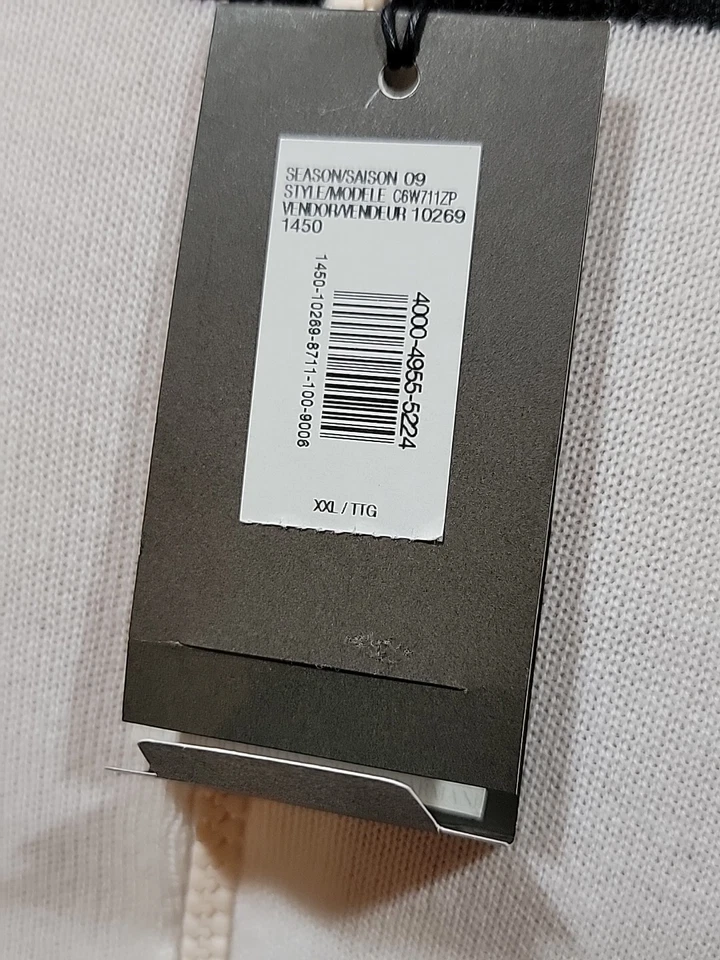 SEASON/SAISON 09
STYLE/MODELE C6W711ZP
VENDOR/VENDEUR 10269
1450
4000-4955-5224
1450-10269-8711-100-9006
XXL / TTG